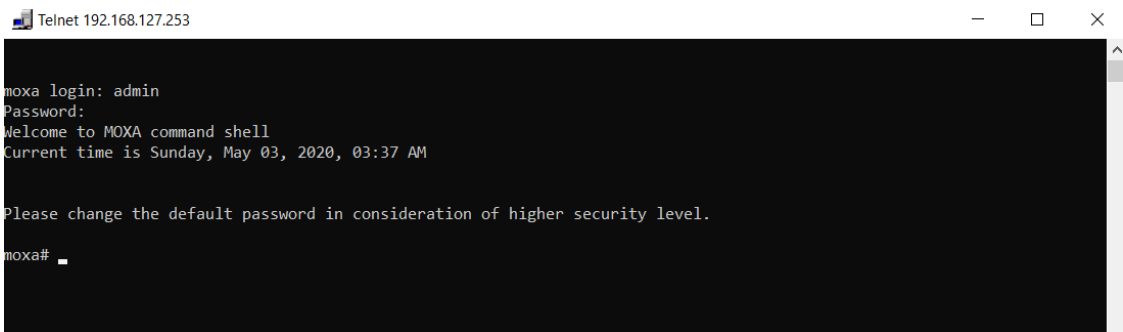 Telnet 192.168.127.253
moxa login: admin
Password:
Welcome to MOXA command shell
Current time is Sunday, May 03, 2020, 03:37 AM
Please change the default password in consideration of higher security level.
moxa#